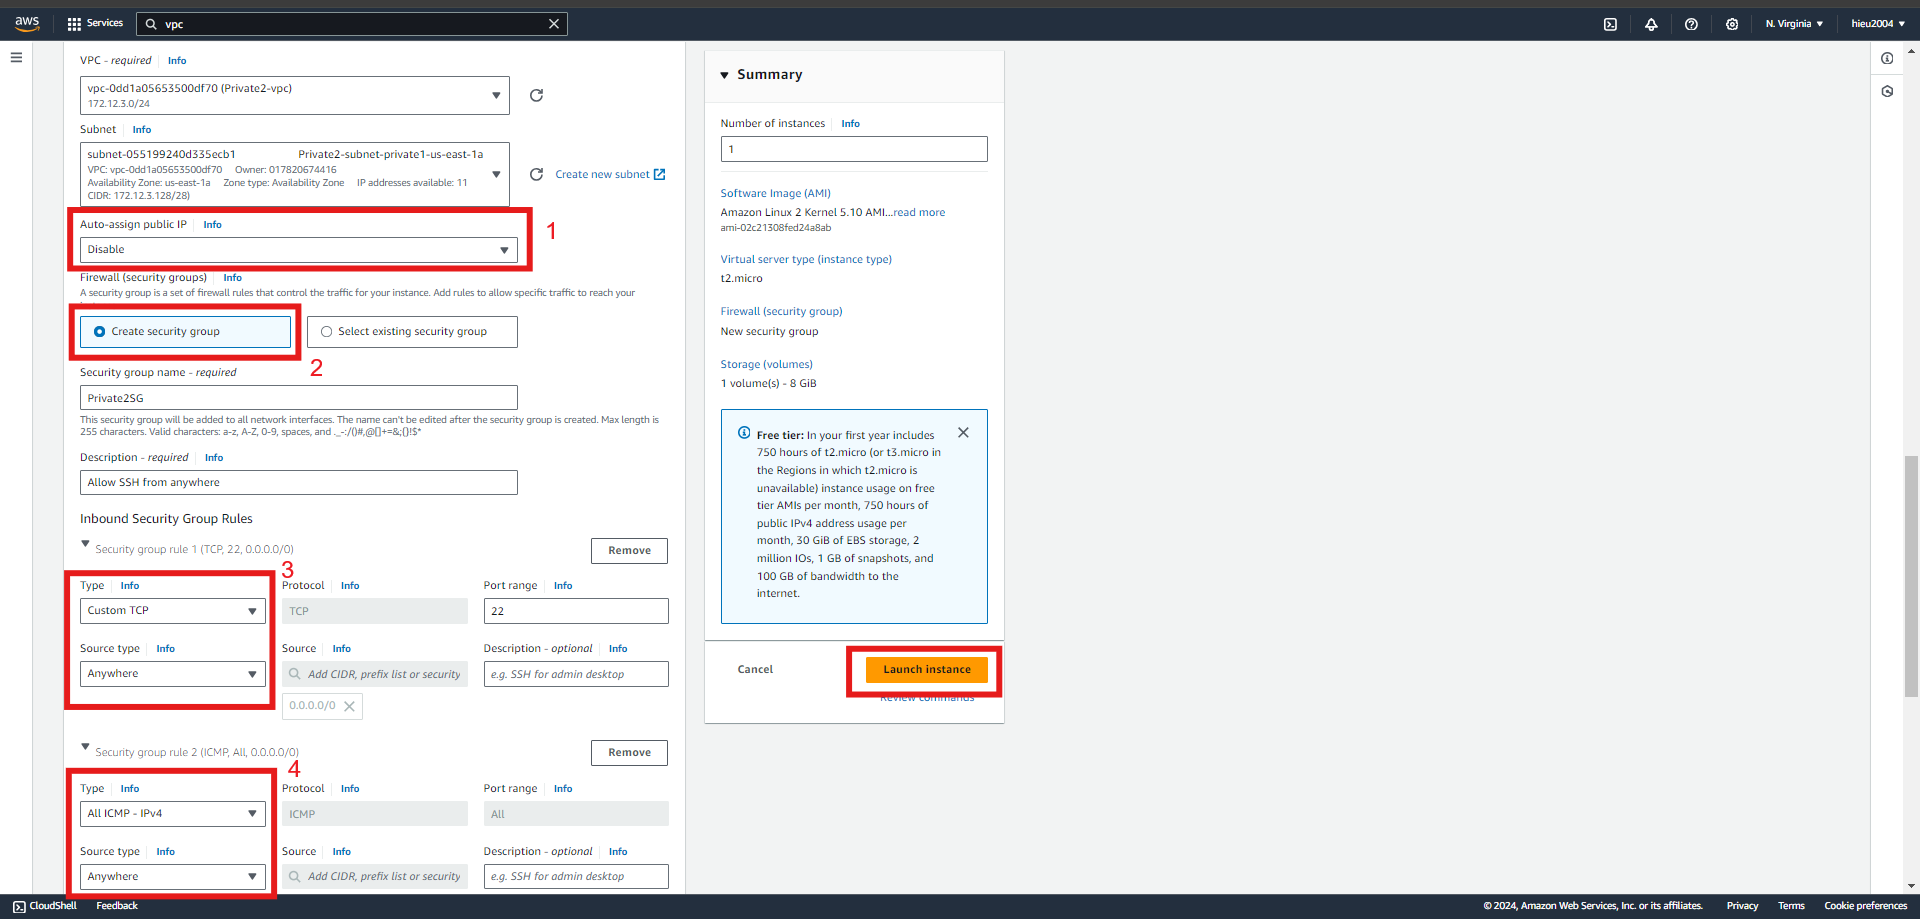 aws
Services
vpc
N. Virginia
hieu2004
VPC - required
Info
vpc-0dd1a05653500df70 (Private2-vpc)
172.12.3.0/24
Subnet
Info
subnet-055199240d335ecb1 Private2-subnet-private1-us-east-1a
VPC: vpc-0dd1a05653500df70 Owner: 017820674416
Availability Zone: us-east-1a Zone type: Availability Zone IP addresses available: 11
CIDR: 172.12.3.128/28)
Create new subnet
Auto-assign public IP
Info
1
Disable
Firewall (security groups)
Info
A security group is a set of firewall rules that control the traffic for your instance. Add rules to allow specific traffic to reach your
Create security group
Select existing security group
2
Security group name - required
Private2SG
This security group will be added to all network interfaces. The name can't be edited after the security group is created. Max length is
255 characters. Valid characters: a-z, A-Z, 0-9, spaces, and ._-:/()#,@[]+=&;{}!$*
Description - required
Info
Allow SSH from anywhere
Inbound Security Group Rules
Security group rule 1 (TCP, 22, 0.0.0.0/0)
Remove
3
Type
Info
Protocol
Info
Port range
Info
Custom TCP
TCP
22
Source type
Info
Source
Info
Description - optional
Info
Anywhere
Add CIDR, prefix list or security
e.g. SSH for admin desktop
0.0.0.0/0
Security group rule 2 (ICMP, All, 0.0.0.0/0)
Remove
4
Type
Info
Protocol
Info
Port range
Info
All ICMP - IPv4
ICMP
All
Source type
Info
Source
Info
Description - optional
Info
Anywhere
Add CIDR, prefix list or security
e.g. SSH for admin desktop
Summary
Number of instances
Info
1
Software Image (AMI)
Amazon Linux 2 Kernel 5.10 AMI...read more
ami-02c21308fed24a8ab
Virtual server type (instance type)
t2.micro
Firewall (security group)
New security group
Storage (volumes)
1 volume(s) - 8 GiB
Free tier: In your first year includes
750 hours of t2.micro (or t3.micro in
the Regions in which t2.micro is
unavailable) instance usage on free
tier AMIs per month, 750 hours of
public IPv4 address usage per
month, 30 GiB of EBS storage, 2
million IOs, 1 GB of snapshots, and
100 GB of bandwidth to the
internet.
Cancel
Launch instance
Review commands
CloudShell
Feedback
© 2024, Amazon Web Services, Inc. or its affiliates.
Privacy
Terms
Cookie preferences